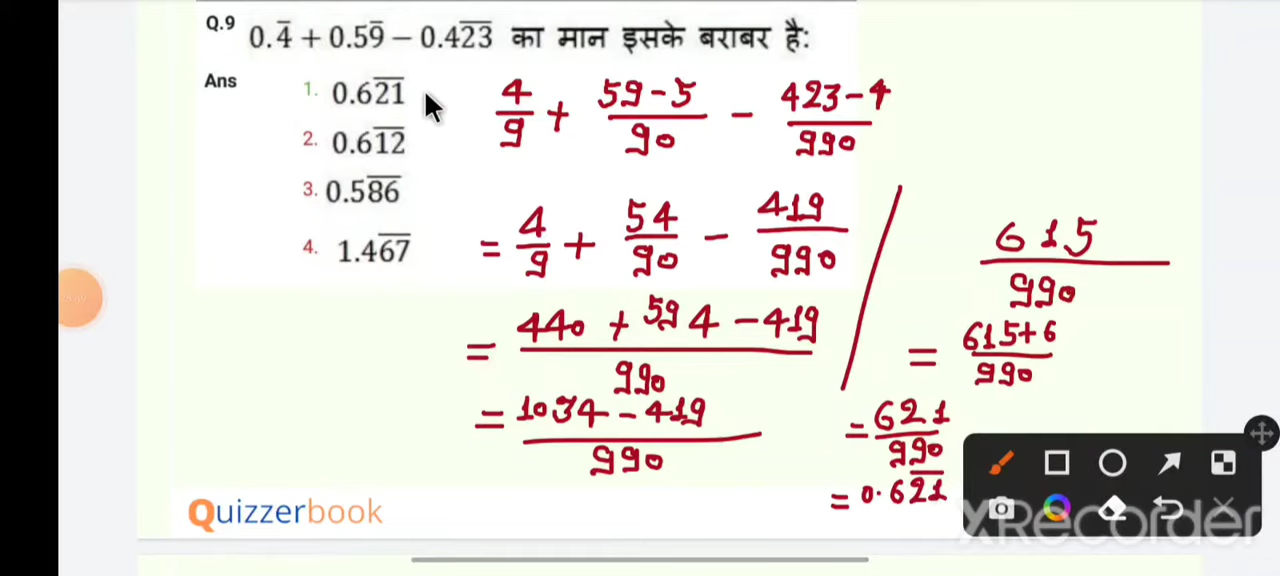 Q.9 0.4̅ + 0.59̅ − 0.42̅3̅ का मान इसके बराबर है:
Ans
1. 0.62̅1̅
2. 0.61̅2̅
3. 0.58̅6̅
4. 1.46̅7̅
4/9 + 59-5/90 - 423-4/990
= 4/9 + 54/90 - 419/990
= 440 + 594 - 419/990
= 1034 - 419/990
615/990
= 615+6/990
= 621/990
= 0.62̅1̅
Quizzerbook
XRecorder